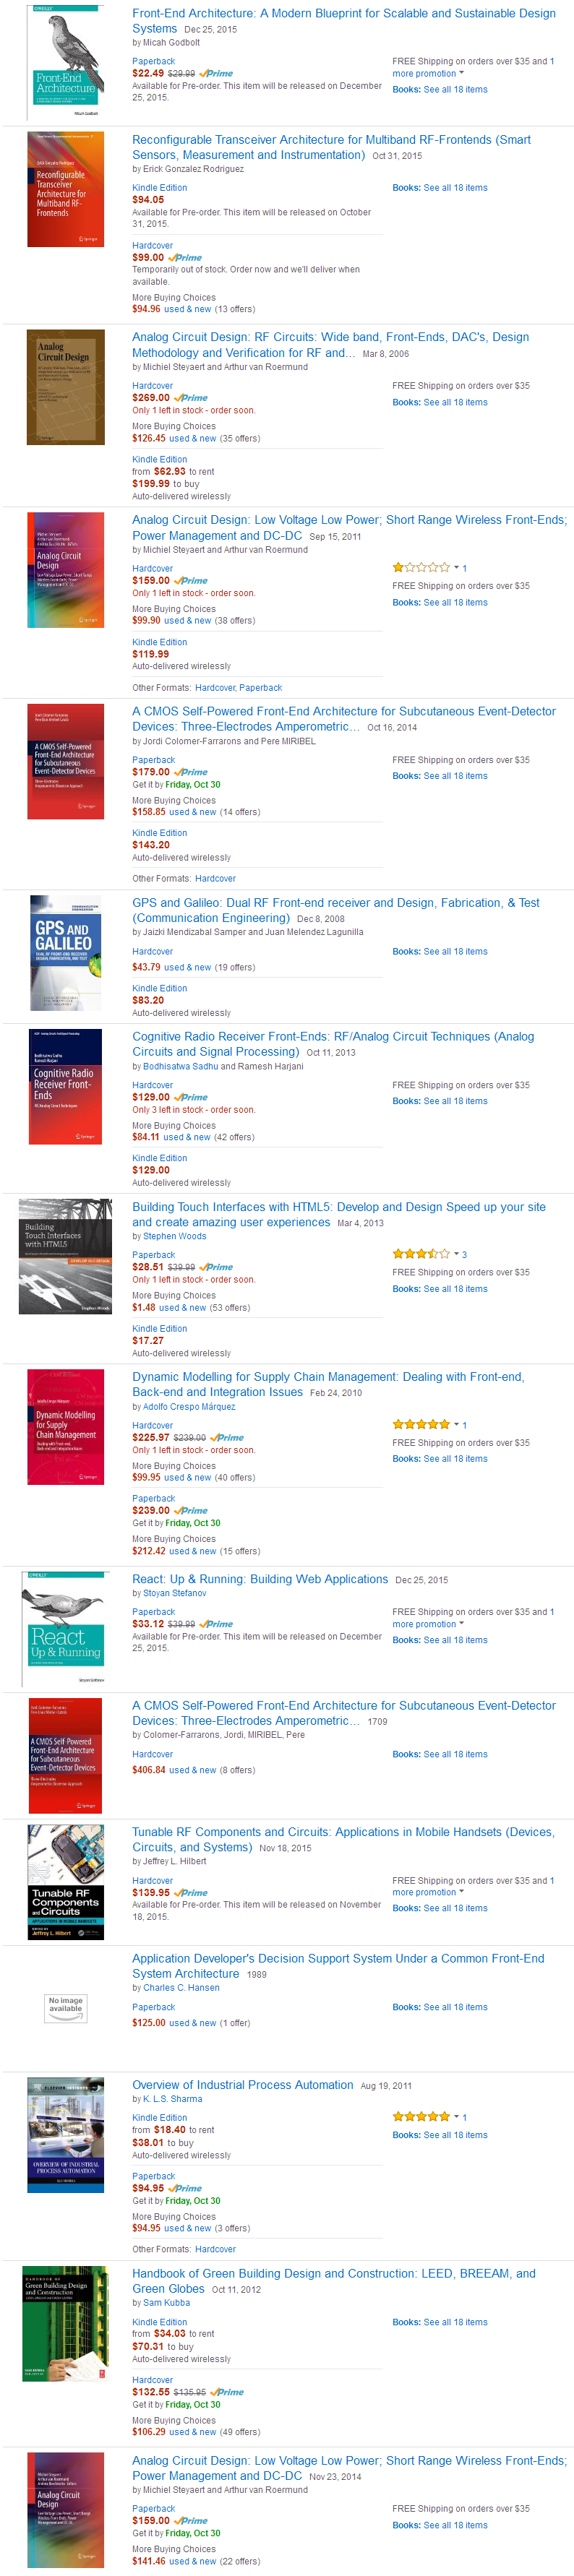 O'REILLY
Front-End
Architecture
Micah Godbolt
Front-End Architecture: A Modern Blueprint for Scalable and Sustainable Design
Systems Dec 25, 2015
by Micah Godbolt
Paperback
$22.49 $29.99 Prime
Available for Pre-order. This item will be released on December
25, 2015.
FREE Shipping on orders over $35 and 1
more promotion
Books: See all 18 items
Reconfigurable
Transceiver
Architecture for
Multiband RF-
Frontends
Springer
Reconfigurable Transceiver Architecture for Multiband RF-Frontends (Smart
Sensors, Measurement and Instrumentation) Oct 31, 2015
by Erick Gonzalez Rodriguez
Kindle Edition
$94.05
Available for Pre-order. This item will be released on October
31, 2015.
Books: See all 18 items
Hardcover
$99.00 Prime
Temporarily out of stock. Order now and we'll deliver when
available.
More Buying Choices
$94.96 used & new (13 offers)
Analog
Circuit Design
Analog Circuit Design: RF Circuits: Wide band, Front-Ends, DAC's, Design
Methodology and Verification for RF and... Mar 8, 2006
by Michiel Steyaert and Arthur van Roermund
Hardcover
$269.00 Prime
Only 1 left in stock - order soon.
More Buying Choices
$126.45 used & new (35 offers)
FREE Shipping on orders over $35
Books: See all 18 items
Kindle Edition
from $62.93 to rent
$199.99 to buy
Auto-delivered wirelessly
Analog Circuit
Design
Springer
Analog Circuit Design: Low Voltage Low Power; Short Range Wireless Front-Ends;
Power Management and DC-DC Sep 15, 2011
by Michiel Steyaert and Arthur van Roermund
Hardcover
$159.00 Prime
Only 1 left in stock - order soon.
More Buying Choices
$99.90 used & new (38 offers)
1
FREE Shipping on orders over $35
Books: See all 18 items
Kindle Edition
$119.99
Auto-delivered wirelessly
Other Formats: Hardcover, Paperback
A CMOS Self-Powered
Front-End Architecture
for Subcutaneous
Event-Detector Devices
Springer
A CMOS Self-Powered Front-End Architecture for Subcutaneous Event-Detector
Devices: Three-Electrodes Amperometric... Oct 16, 2014
by Jordi Colomer-Farrarons and Pere MIRIBEL
Paperback
$179.00 Prime
Get it by Friday, Oct 30
More Buying Choices
$158.85 used & new (14 offers)
FREE Shipping on orders over $35
Books: See all 18 items
Kindle Edition
$143.20
Auto-delivered wirelessly
Other Formats: Hardcover
GPS AND
GALILEO
GPS and Galileo: Dual RF Front-end receiver and Design, Fabrication, & Test
(Communication Engineering) Dec 8, 2008
by Jaizki Mendizabal Samper and Juan Melendez Lagunilla
Hardcover
$43.79 used & new (19 offers)
Books: See all 18 items
Kindle Edition
$83.20
Auto-delivered wirelessly
Bodhisatwa Sadhu
Ramesh Harjani
Cognitive Radio
Receiver Front-
Ends
Springer
Cognitive Radio Receiver Front-Ends: RF/Analog Circuit Techniques (Analog
Circuits and Signal Processing) Oct 11, 2013
by Bodhisatwa Sadhu and Ramesh Harjani
Hardcover
$129.00 Prime
Only 3 left in stock - order soon.
More Buying Choices
$84.11 used & new (42 offers)
FREE Shipping on orders over $35
Books: See all 18 items
Kindle Edition
$129.00
Auto-delivered wirelessly
Building
Touch Interfaces
with HTML5
Stephen Woods
Building Touch Interfaces with HTML5: Develop and Design Speed up your site
and create amazing user experiences Mar 4, 2013
by Stephen Woods
Paperback
$28.51 $39.99 Prime
Only 1 left in stock - order soon.
More Buying Choices
$1.48 used & new (53 offers)
3
FREE Shipping on orders over $35
Books: See all 18 items
Kindle Edition
$17.27
Auto-delivered wirelessly
Dynamic Modelling
for Supply
Chain Management
Springer
Dynamic Modelling for Supply Chain Management: Dealing with Front-end,
Back-end and Integration Issues Feb 24, 2010
by Adolfo Crespo Márquez
Hardcover
$225.97 $239.00 Prime
Only 1 left in stock - order soon.
More Buying Choices
$99.95 used & new (40 offers)
1
FREE Shipping on orders over $35
Books: See all 18 items
Paperback
$239.00 Prime
Get it by Friday, Oct 30
More Buying Choices
$212.42 used & new (15 offers)
O'REILLY
React
Up & Running
Stoyan Stefanov
React: Up & Running: Building Web Applications Dec 25, 2015
by Stoyan Stefanov
Paperback
$33.12 $39.99 Prime
Available for Pre-order. This item will be released on December
25, 2015.
FREE Shipping on orders over $35 and 1
more promotion
Books: See all 18 items
A CMOS Self-Powered
Front-End Architecture
for Subcutaneous
Event-Detector Devices
Springer
A CMOS Self-Powered Front-End Architecture for Subcutaneous Event-Detector
Devices: Three-Electrodes Amperometric... 1709
by Colomer-Farrarons, Jordi, MIRIBEL, Pere
Hardcover
$406.84 used & new (8 offers)
Books: See all 18 items
Tunable RF
Components
and Circuits
APPLICATIONS IN MOBILE HANDSETS
Jeffrey L. Hilbert
Tunable RF Components and Circuits: Applications in Mobile Handsets (Devices,
Circuits, and Systems) Nov 18, 2015
by Jeffrey L. Hilbert
Hardcover
$139.95 Prime
Available for Pre-order. This item will be released on November
18, 2015.
FREE Shipping on orders over $35 and 1
more promotion
Books: See all 18 items
No image
available
Application Developer's Decision Support System Under a Common Front-End
System Architecture 1989
by Charles C. Hansen
Paperback
$125.00 used & new (1 offer)
Books: See all 18 items
OVERVIEW OF INDUSTRIAL
PROCESS AUTOMATION
Overview of Industrial Process Automation Aug 19, 2011
by K. L.S. Sharma
Kindle Edition
from $18.40 to rent
$38.01 to buy
Auto-delivered wirelessly
1
Books: See all 18 items
Paperback
$94.95 Prime
Get it by Friday, Oct 30
More Buying Choices
$94.95 used & new (3 offers)
Other Formats: Hardcover
Green Building Design
and Construction
Handbook of Green Building Design and Construction: LEED, BREEAM, and
Green Globes Oct 11, 2012
by Sam Kubba
Kindle Edition
from $34.03 to rent
$70.31 to buy
Auto-delivered wirelessly
Books: See all 18 items
Hardcover
$132.55 $135.95 Prime
Get it by Friday, Oct 30
More Buying Choices
$106.29 used & new (49 offers)
Analog Circuit
Design
Springer
Analog Circuit Design: Low Voltage Low Power; Short Range Wireless Front-Ends;
Power Management and DC-DC Nov 23, 2014
by Michiel Steyaert and Arthur van Roermund
Paperback
$159.00 Prime
Get it by Friday, Oct 30
More Buying Choices
$141.46 used & new (22 offers)
FREE Shipping on orders over $35
Books: See all 18 items